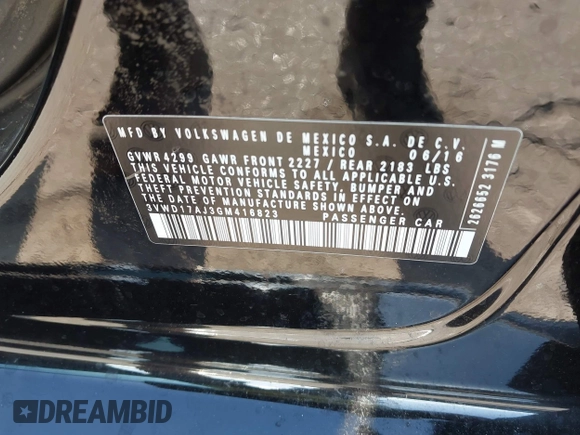 MFD BY VOLKSWAGEN DE MEXICO S.A. DE C.V.
MEXICO 06/16
GVWR 4299 GAWR FRONT 2227 / REAR 2183 LBS
THIS VEHICLE CONFORMS TO ALL APPLICABLE U.S.
FEDERAL MOTOR VEHICLE SAFETY, BUMPER AND
THEFT PREVENTION STANDARDS IN EFFECT ON
THE DATE OF MANUFACTURE SHOWN ABOVE.
3VWD17AJ3GM416823 PASSENGER CAR
7626652 3176 M
DREAMBID